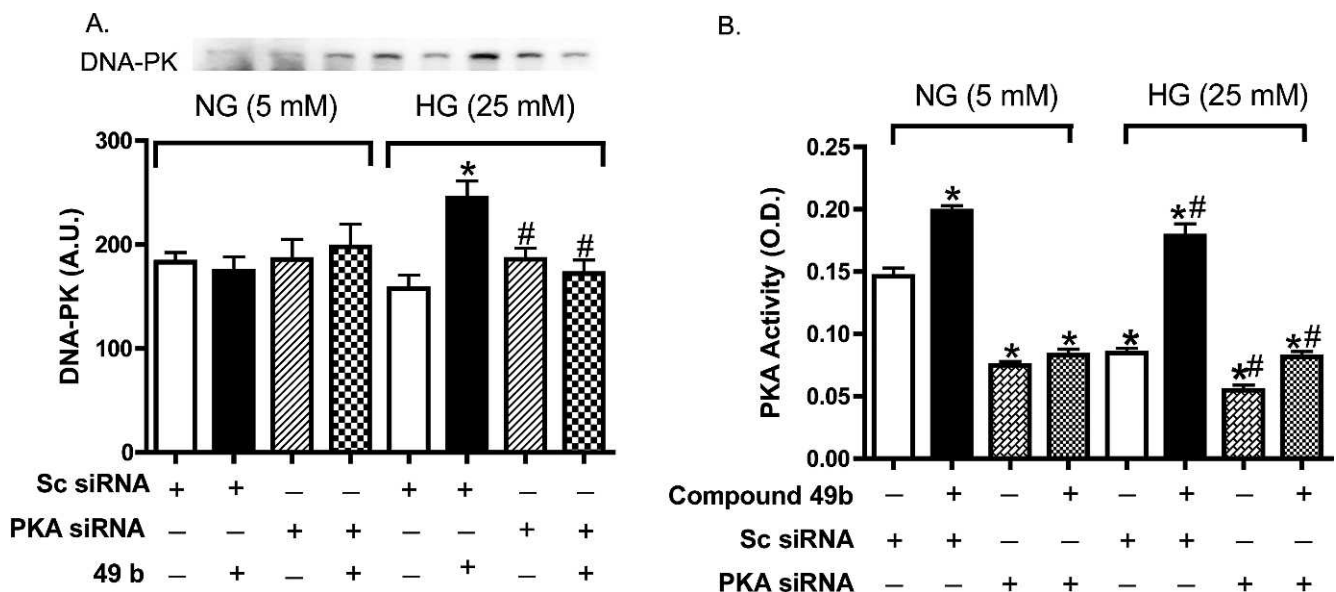 A.
DNA-PK
NG (5 mM) HG (25 mM)
300
200
100
0
DNA-PK (A.U.)
*
#
#
Sc siRNA + + – – + + – –
PKA siRNA – – + + – – + +
49 b – + – + – + – +
B.
NG (5 mM) HG (25 mM)
0.25
0.20
0.15
0.10
0.05
0.00
PKA Activity (O.D.)
*
*
*
*
*#
*#
*#
Compound 49b – + – + – + – +
Sc siRNA + + – – + + – –
PKA siRNA – – + + – – + +